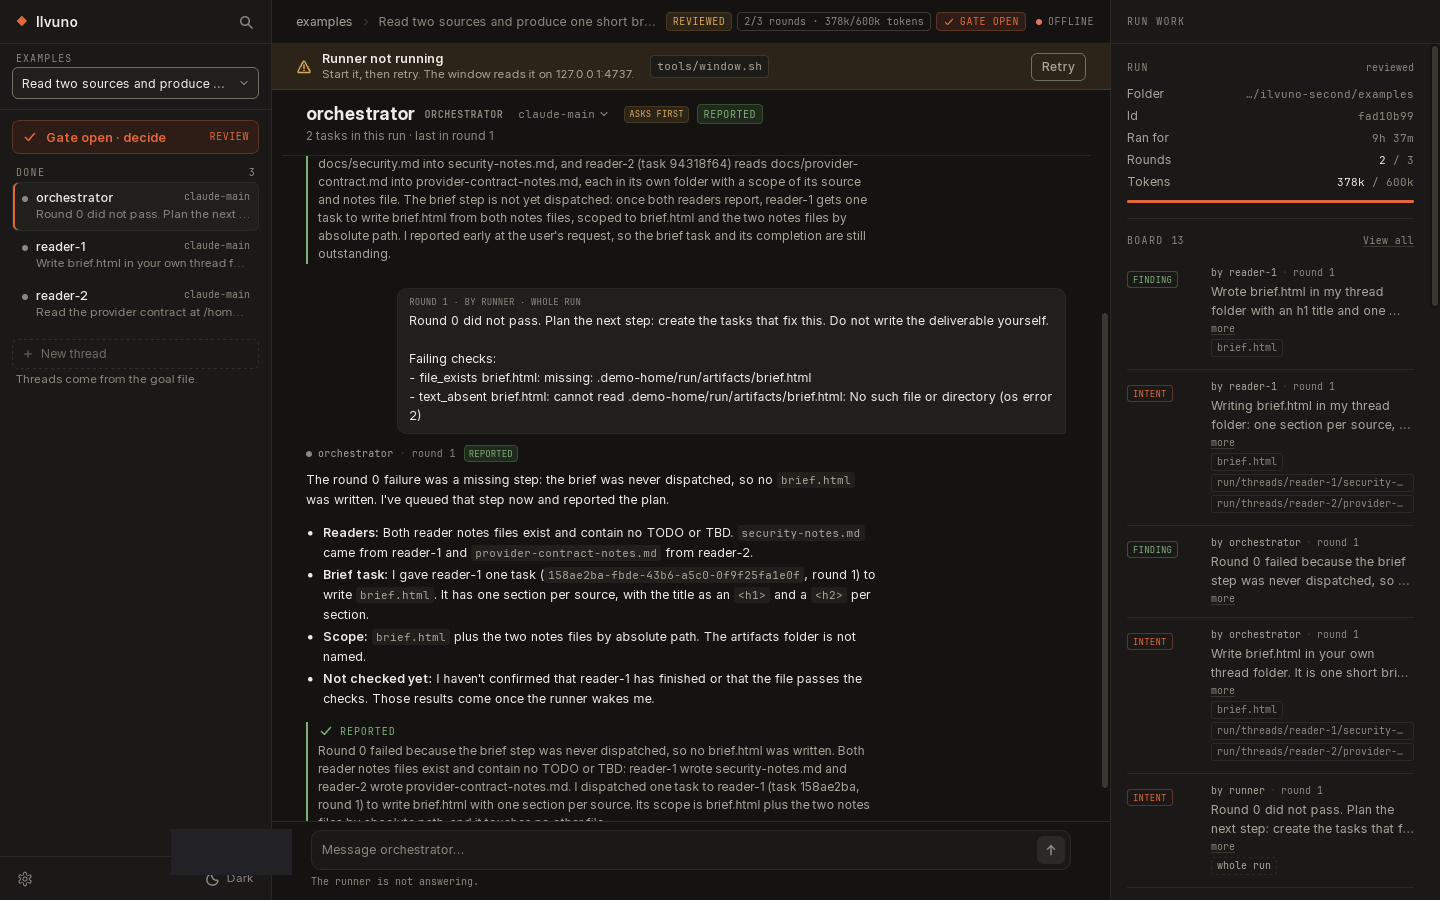 Ilvuno
EXAMPLES
Read two sources and produce ...
Gate open · decide REVIEW
DONE 3
orchestrator claude-main
Round 0 did not pass. Plan the next ...
reader-1 claude-main
Write brief.html in your own thread f...
reader-2 claude-main
Read the provider contract at /hom...
+ New thread
Threads come from the goal file.
Dark
examples › Read two sources and produce one short br... REVIEWED 2/3 rounds · 378k/600k tokens GATE OPEN OFFLINE
Runner not running
Start it, then retry. The window reads it on 127.0.0.1:4737. tools/window.sh Retry
orchestrator ORCHESTRATOR claude-main ASKS FIRST REPORTED
2 tasks in this run · last in round 1
docs/security.md into security-notes.md, and reader-2 (task 94318f64) reads docs/provider-
contract.md into provider-contract-notes.md, each in its own folder with a scope of its source
and notes file. The brief step is not yet dispatched: once both readers report, reader-1 gets one
task to write brief.html from both notes files, scoped to brief.html and the two notes files by
absolute path. I reported early at the user's request, so the brief task and its completion are still
outstanding.
ROUND 1 · BY RUNNER · WHOLE RUN
Round 0 did not pass. Plan the next step: create the tasks that fix this. Do not write the deliverable yourself.
Failing checks:
- file_exists brief.html: missing: .demo-home/run/artifacts/brief.html
- text_absent brief.html: cannot read .demo-home/run/artifacts/brief.html: No such file or directory (os error
2)
orchestrator · round 1 REPORTED
The round 0 failure was a missing step: the brief was never dispatched, so no brief.html
was written. I've queued that step now and reported the plan.
• Readers: Both reader notes files exist and contain no TODO or TBD. security-notes.md
came from reader-1 and provider-contract-notes.md from reader-2.
• Brief task: I gave reader-1 one task (158ae2ba-fbde-43b6-a5c0-0f9f25fa1e0f, round 1) to
write brief.html. It has one section per source, with the title as an <h1> and a <h2> per
section.
• Scope: brief.html plus the two notes files by absolute path. The artifacts folder is not
named.
• Not checked yet: I haven't confirmed that reader-1 has finished or that the file passes the
checks. Those results come once the runner wakes me.
REPORTED
Round 0 failed because the brief step was never dispatched, so no brief.html was written. Both
reader notes files exist and contain no TODO or TBD: reader-1 wrote security-notes.md and
reader-2 wrote provider-contract-notes.md. I dispatched one task to reader-1 (task 158ae2ba,
round 1) to write brief.html with one section per source. Its scope is brief.html plus the two notes
files by absolute path, and it touches no other file.
Message orchestrator...
The runner is not answering.
RUN WORK
RUN reviewed
Folder …/ilvuno-second/examples
Id fad10b99
Ran for 9h 37m
Rounds 2 / 3
Tokens 378k / 600k
BOARD 13 View all
FINDING by reader-1 · round 1
Wrote brief.html in my thread
folder with an h1 title and one ...
more
brief.html
INTENT by reader-1 · round 1
Writing brief.html in my thread
folder: one section per source, ...
more
brief.html
run/threads/reader-1/security-…
run/threads/reader-2/provider-…
FINDING by orchestrator · round 1
Round 0 failed because the brief
step was never dispatched, so ...
more
INTENT by orchestrator · round 1
Write brief.html in your own
thread folder. It is one short bri...
more
brief.html
run/threads/reader-1/security-…
run/threads/reader-2/provider-…
INTENT by runner · round 1
Round 0 did not pass. Plan the
next step: create the tasks that f...
more
whole run